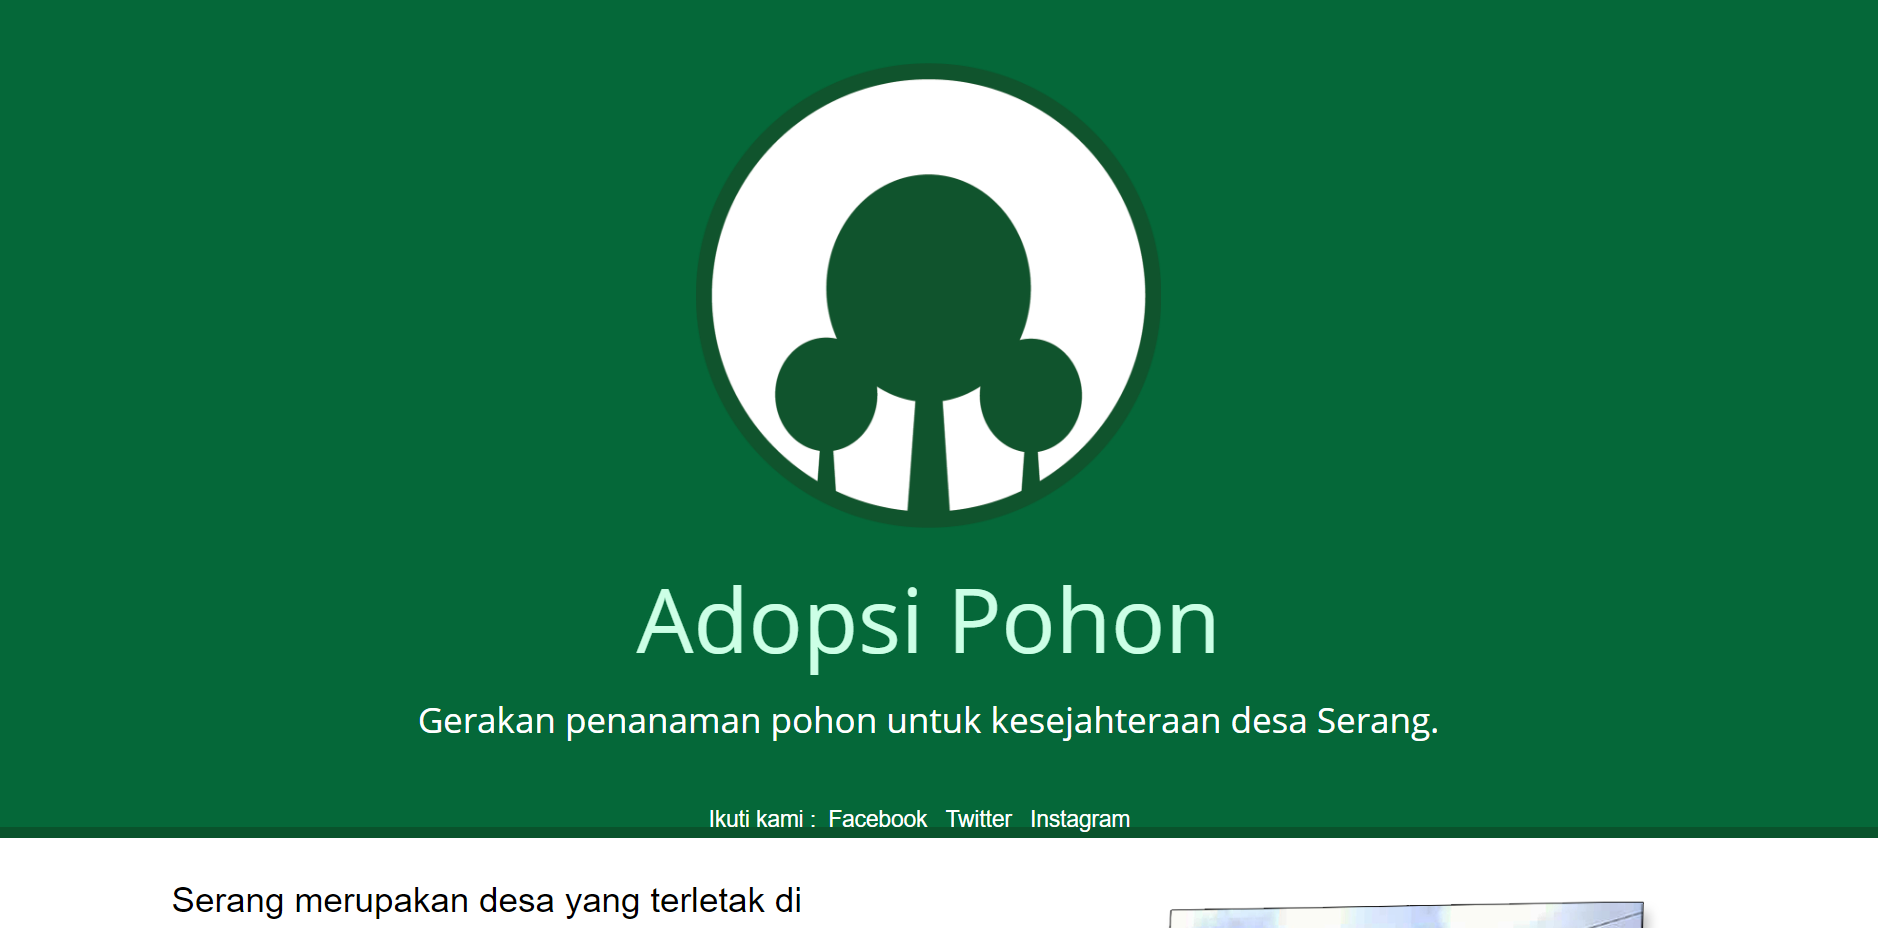 Adopsi Pohon
Gerakan penanaman pohon untuk kesejahteraan desa Serang.
Ikuti kami : Facebook Twitter Instagram
Serang merupakan desa yang terletak di